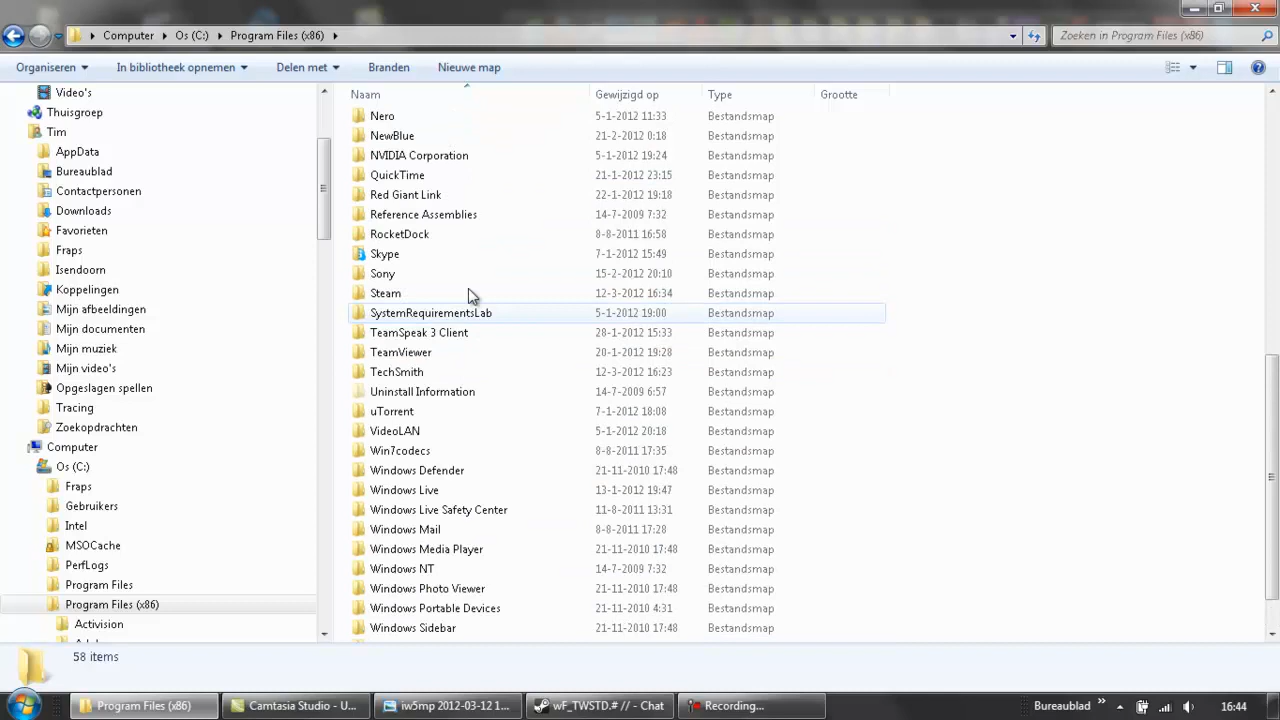 Computer Os (C:) Program Files (x86) Zoeken in Program Files (x86)
Organiseren In bibliotheek opnemen Delen met Branden Nieuwe map
Video's
Thuisgroep
Tim
AppData
Bureaublad
Contactpersonen
Downloads
Favorieten
Fraps
Isendoorn
Koppelingen
Mijn afbeeldingen
Mijn documenten
Mijn muziek
Mijn video's
Opgeslagen spellen
Tracing
Zoekopdrachten
Computer
Os (C:)
Fraps
Gebruikers
Intel
MSOCache
PerfLogs
Program Files
Program Files (x86)
Activision
Naam Gewijzigd op Type Grootte
Nero 5-1-2012 11:33 Bestandsmap
NewBlue 21-2-2012 0:18 Bestandsmap
NVIDIA Corporation 5-1-2012 19:24 Bestandsmap
QuickTime 21-1-2012 23:15 Bestandsmap
Red Giant Link 22-1-2012 19:18 Bestandsmap
Reference Assemblies 14-7-2009 7:32 Bestandsmap
RocketDock 8-8-2011 16:58 Bestandsmap
Skype 7-1-2012 15:49 Bestandsmap
Sony 15-2-2012 20:10 Bestandsmap
Steam 12-3-2012 16:34 Bestandsmap
SystemRequirementsLab 5-1-2012 19:00 Bestandsmap
TeamSpeak 3 Client 28-1-2012 15:33 Bestandsmap
TeamViewer 20-1-2012 19:28 Bestandsmap
TechSmith 12-3-2012 16:23 Bestandsmap
Uninstall Information 14-7-2009 6:57 Bestandsmap
uTorrent 7-1-2012 18:08 Bestandsmap
VideoLAN 5-1-2012 20:18 Bestandsmap
Win7codecs 8-8-2011 17:35 Bestandsmap
Windows Defender 21-11-2010 17:48 Bestandsmap
Windows Live 13-1-2012 19:47 Bestandsmap
Windows Live Safety Center 11-8-2011 13:31 Bestandsmap
Windows Mail 8-8-2011 17:28 Bestandsmap
Windows Media Player 21-11-2010 17:48 Bestandsmap
Windows NT 14-7-2009 7:32 Bestandsmap
Windows Photo Viewer 21-11-2010 17:48 Bestandsmap
Windows Portable Devices 21-11-2010 4:31 Bestandsmap
Windows Sidebar 21-11-2010 17:48 Bestandsmap
58 items
Program Files (x86) Camtasia Studio - U... iw5mp 2012-03-12 1... wF_TWSTD.# // - Chat Recording... Bureaublad 16:44